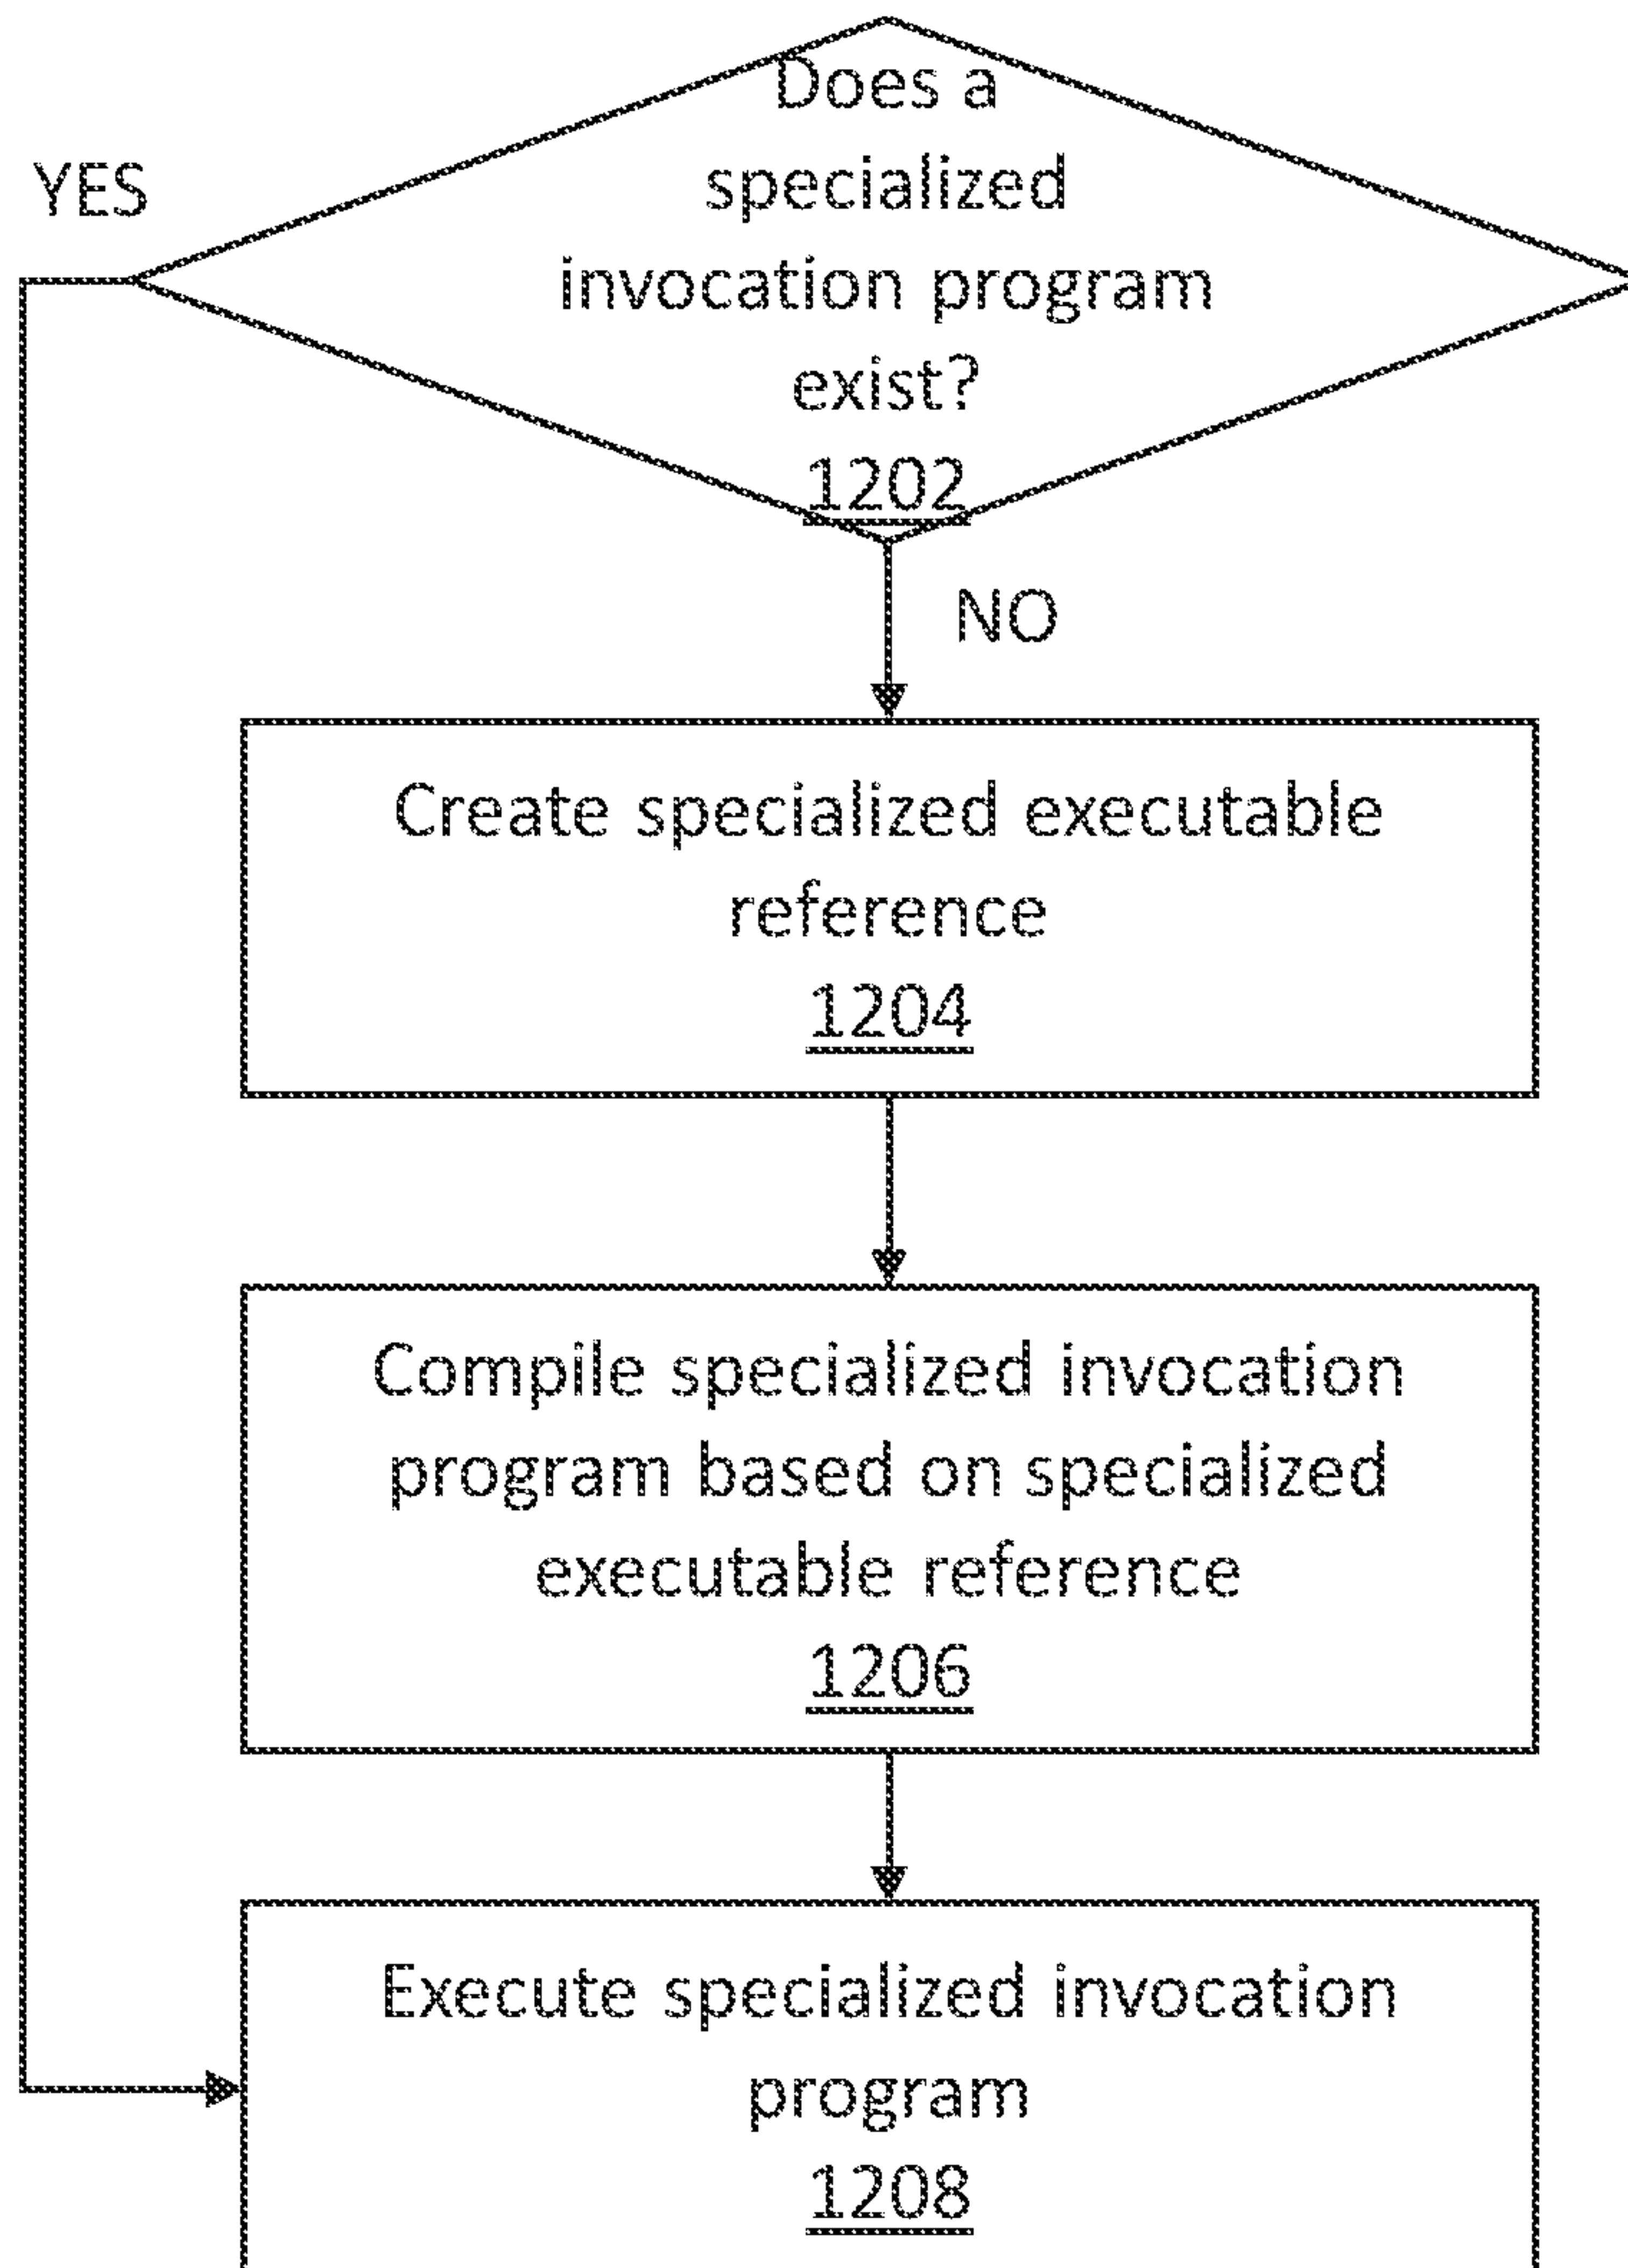 Does a
YES
specialized
invocation program
exist?
1202
NO
Create specialized executable
reference
1204
Compile specialized invocation
program based on specialized
executable reference
1206
Execute specialized invocation
program
1208